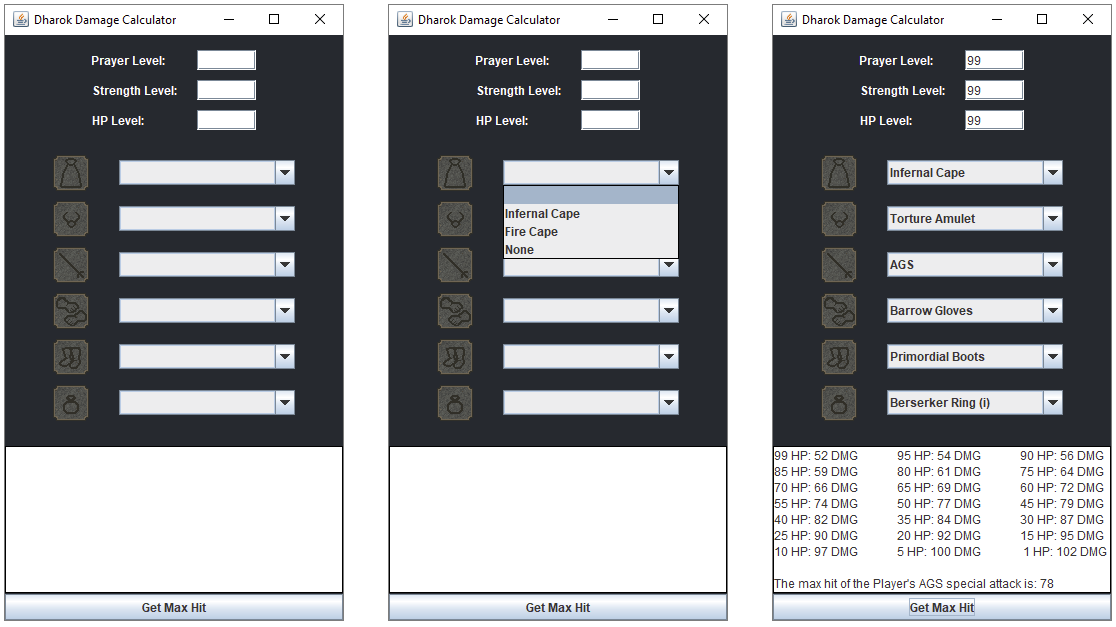 Dharok Damage Calculator
Prayer Level:
Strength Level:
HP Level:
Get Max Hit
Dharok Damage Calculator
Prayer Level:
Strength Level:
HP Level:
Infernal Cape
Fire Cape
None
Get Max Hit
Dharok Damage Calculator
Prayer Level: 99
Strength Level: 99
HP Level: 99
Infernal Cape
Torture Amulet
AGS
Barrow Gloves
Primordial Boots
Berserker Ring (i)
99 HP: 52 DMG 95 HP: 54 DMG 90 HP: 56 DMG
85 HP: 59 DMG 80 HP: 61 DMG 75 HP: 64 DMG
70 HP: 66 DMG 65 HP: 69 DMG 60 HP: 72 DMG
55 HP: 74 DMG 50 HP: 77 DMG 45 HP: 79 DMG
40 HP: 82 DMG 35 HP: 84 DMG 30 HP: 87 DMG
25 HP: 90 DMG 20 HP: 92 DMG 15 HP: 95 DMG
10 HP: 97 DMG 5 HP: 100 DMG 1 HP: 102 DMG
The max hit of the Player's AGS special attack is: 78
Get Max Hit